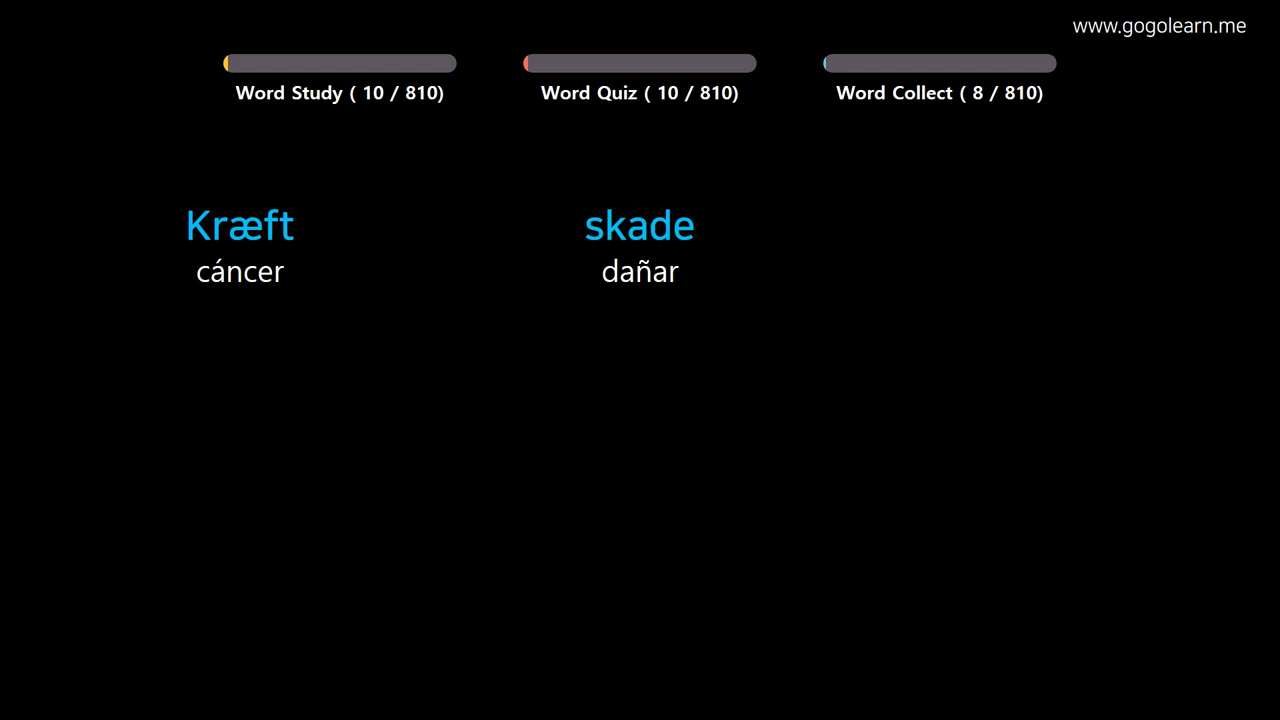 www.gogolearn.me
Word Study ( 10 / 810)
Word Quiz ( 10 / 810)
Word Collect ( 8 / 810)
Kræft
cáncer
skade
dañar